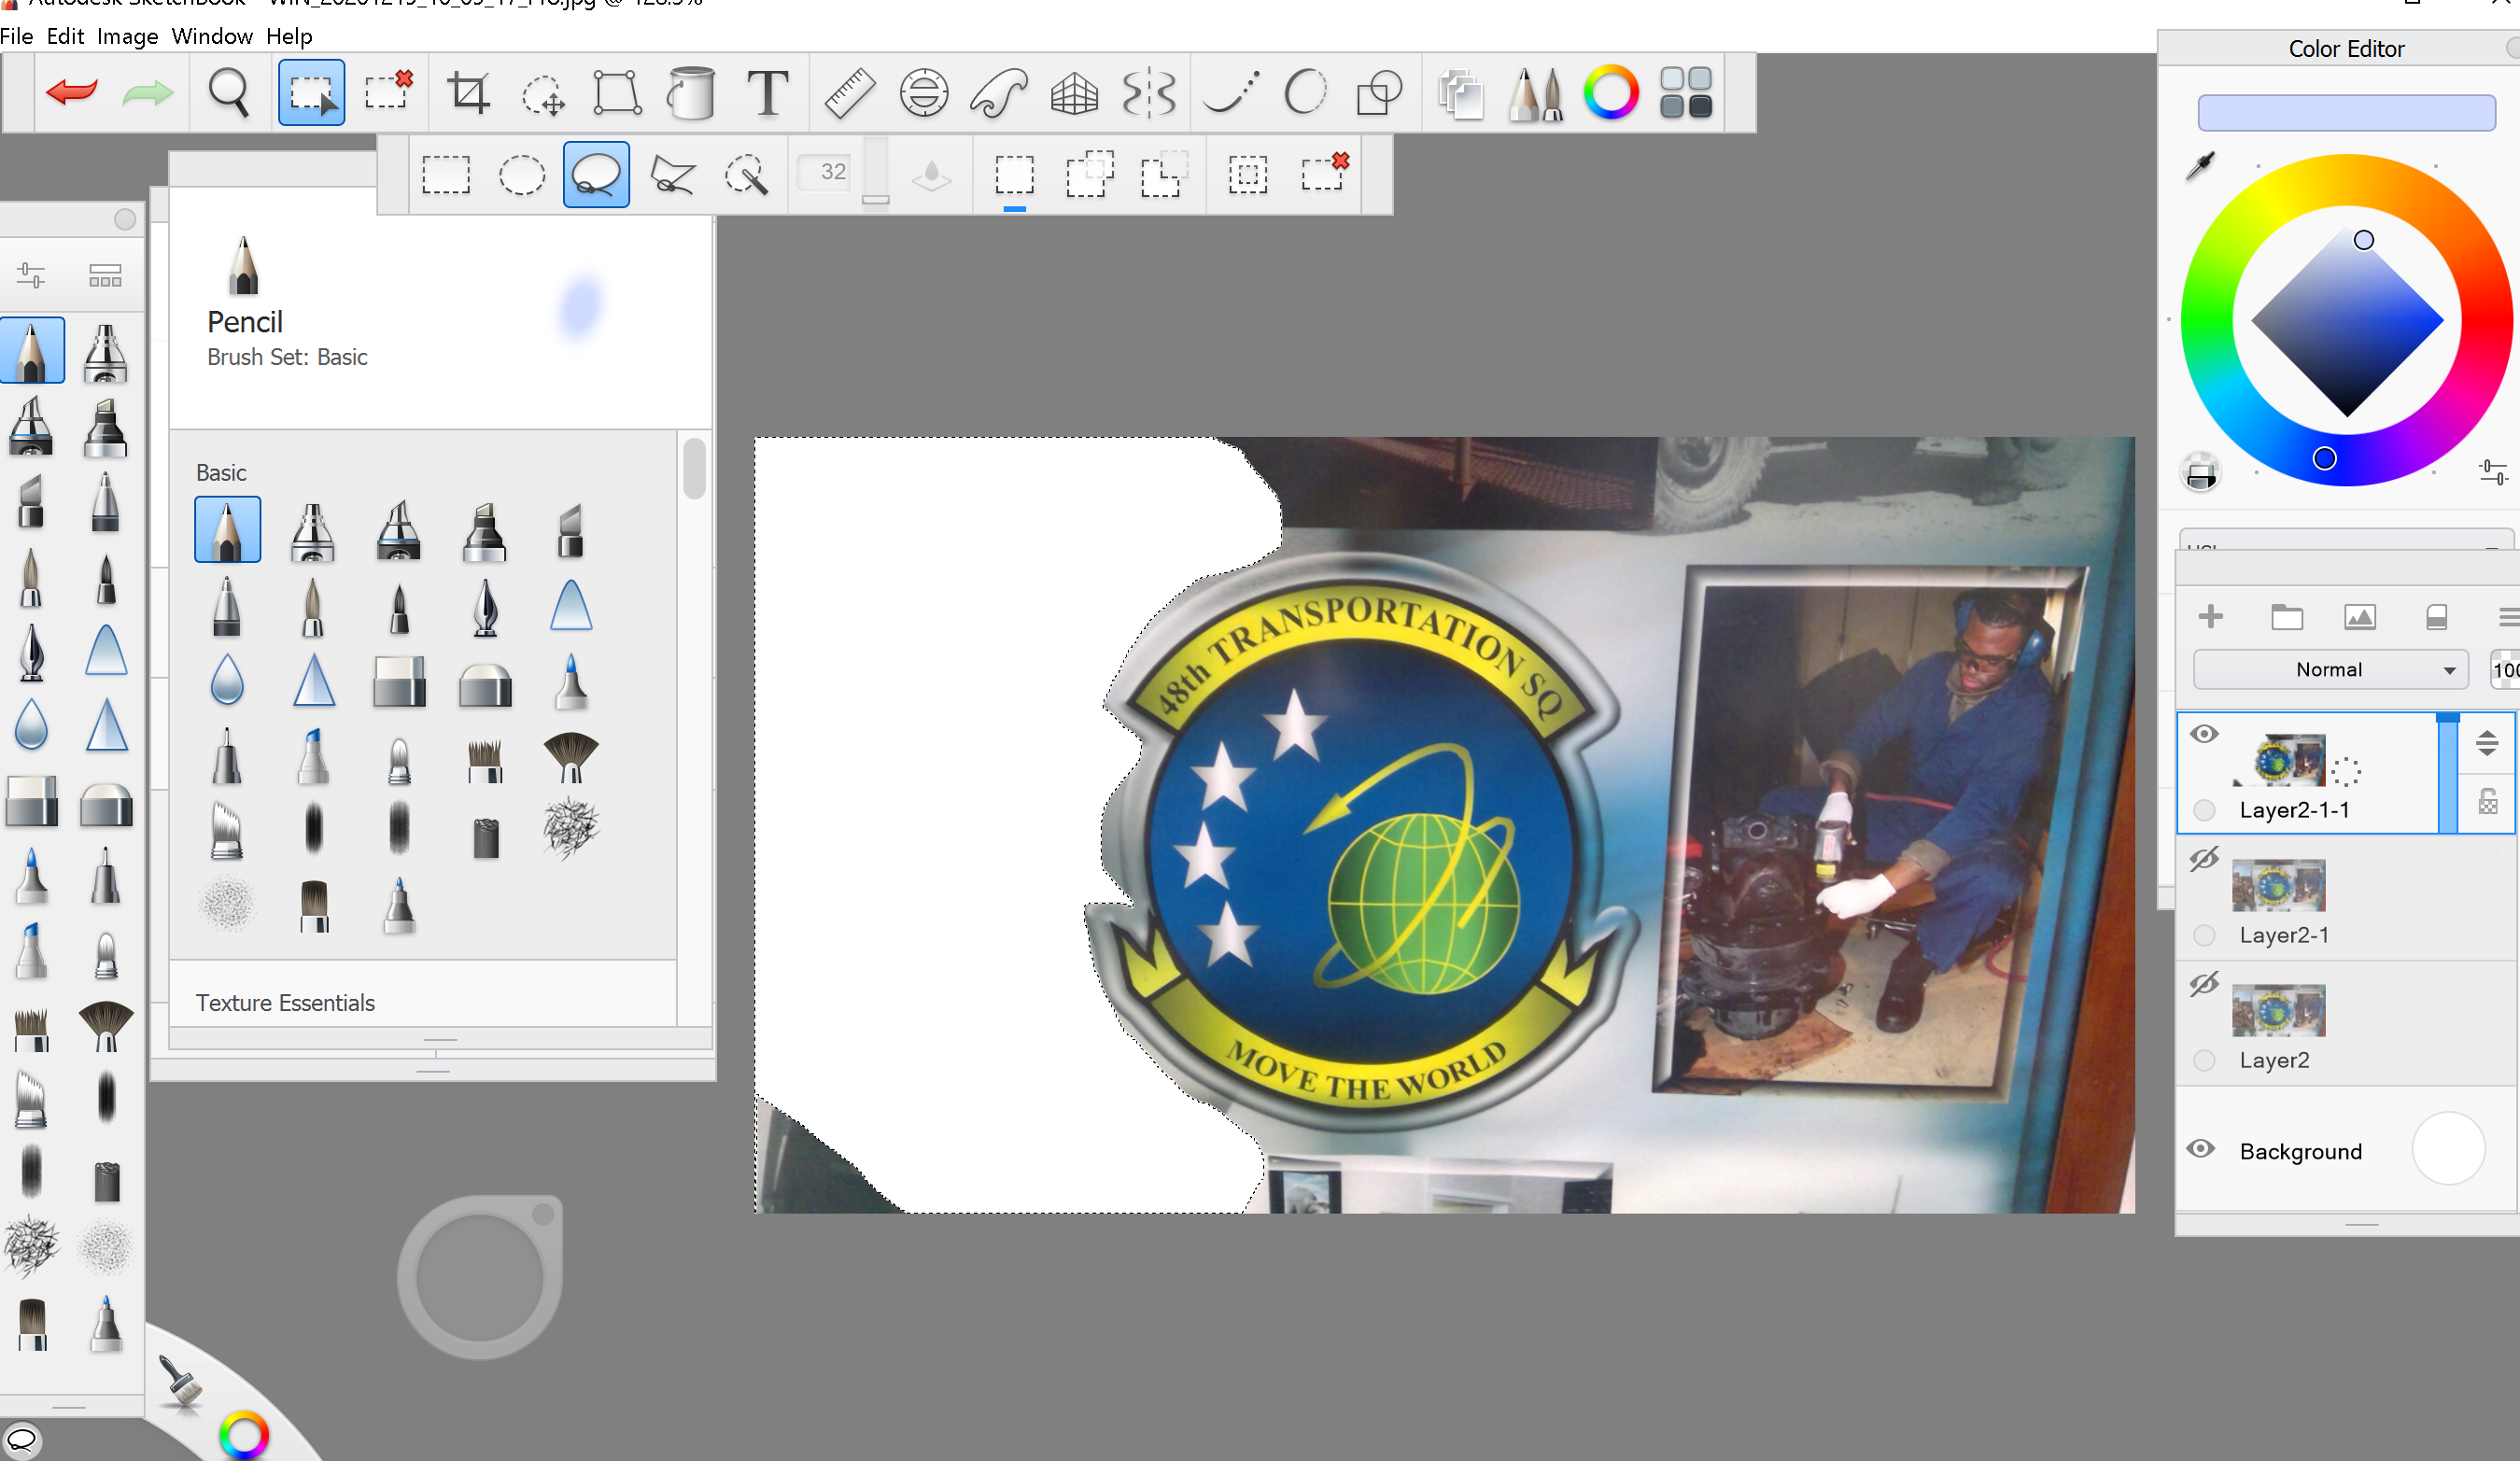 File Edit Image Window Help
Color Editor
32
Pencil
Brush Set: Basic
Basic
Texture Essentials
48th TRANSPORTATION SQ
MOVE THE WORLD
Normal
Layer2-1-1
Layer2-1
Layer2
Background